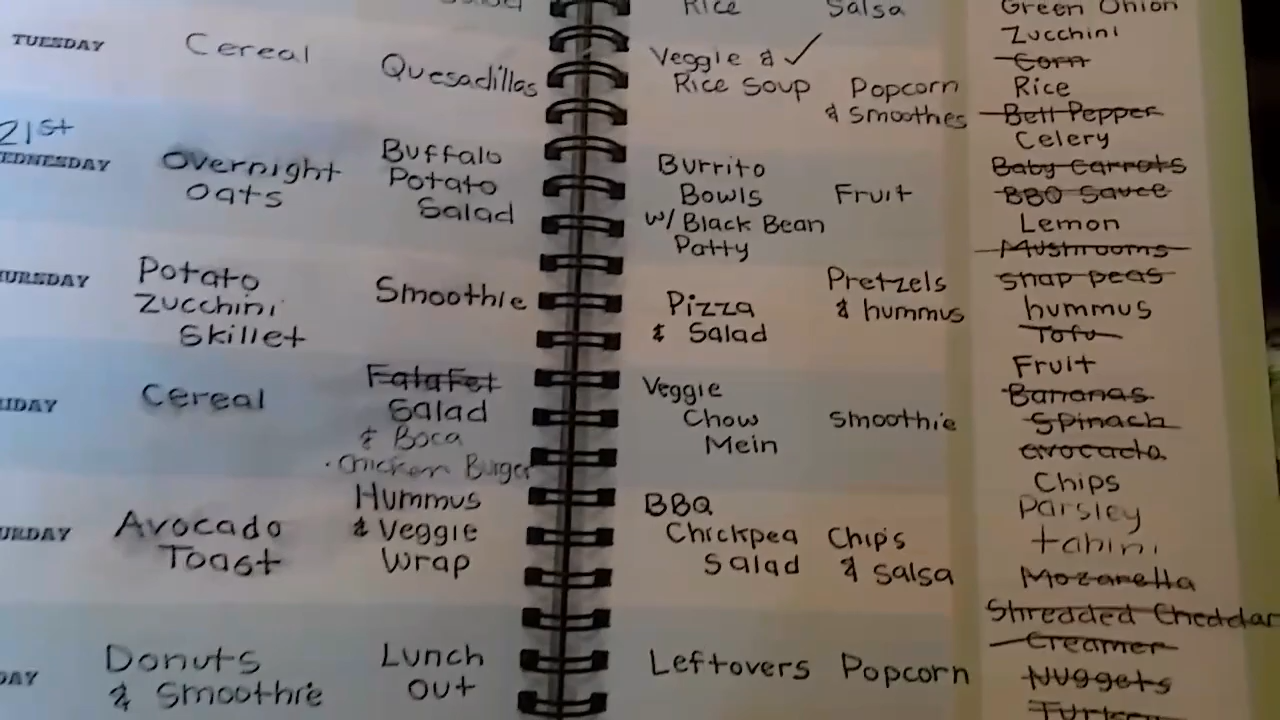 Rice
Salsa
Green Onion
TUESDAY
Cereal
Quesadillas
Veggie & ✓
Rice Soup
Popcorn
& Smoothies
Zucchini
Corn
Rice
Bell Pepper
Celery
21st
EDNESDAY
Overnight
Oats
Buffalo
Potato
Salad
Burrito
Bowls
w/ Black Bean
Patty
Fruit
Baby Carrots
BBQ Sauce
Lemon
Mushrooms
URSDAY
Potato
Zucchini
Skillet
Smoothie
Pizza
& Salad
Pretzels
& hummus
Snap peas
hummus
Tofu
Fruit
IDAY
Cereal
Falafel
Salad
& Boca
Chicken Burger
Veggie
Chow
Mein
Smoothie
Bananas
Spinach
avocado
Chips
URDAY
Avocado
Toast
Hummus
& Veggie
Wrap
BBQ
Chickpea
Salad
Chips
& Salsa
Parsley
tahini
Mozarella
Shredded Cheddar
DAY
Donuts
& Smoothie
Lunch
Out
Leftovers
Popcorn
Creamer
Nuggets